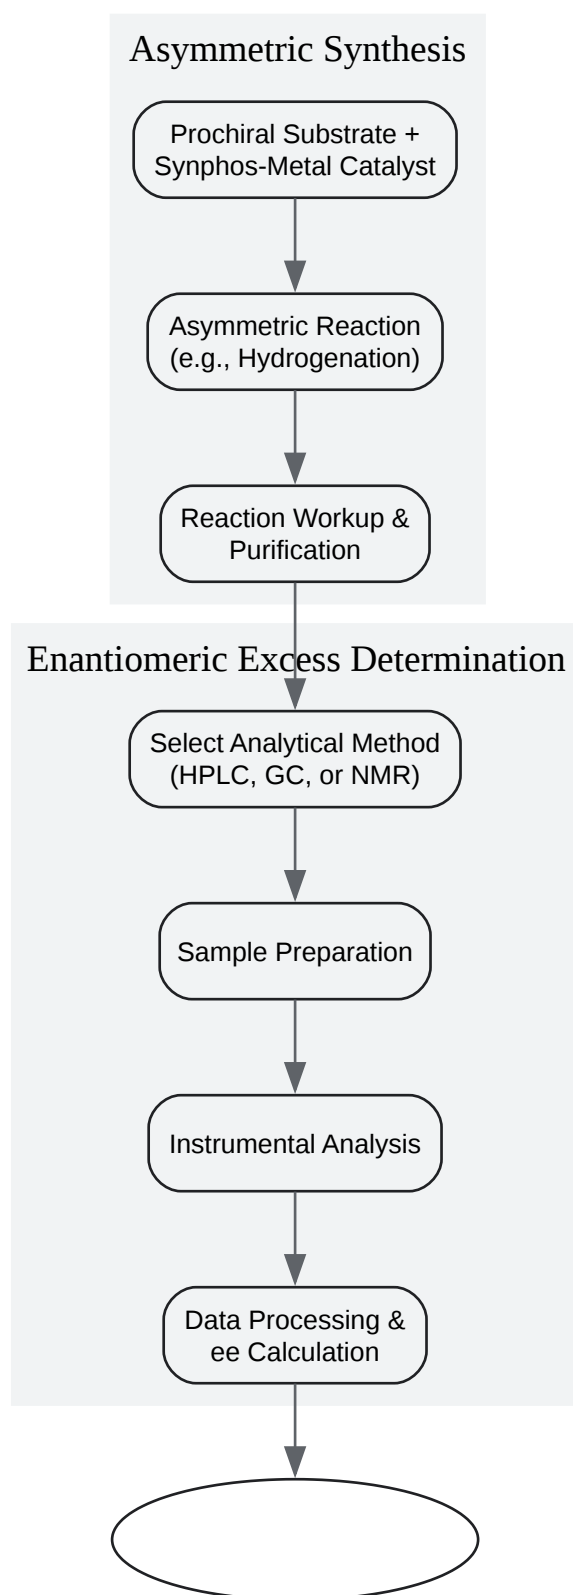 Asymmetric Synthesis
Prochiral Substrate +
Synphos-Metal Catalyst
Asymmetric Reaction
(e.g., Hydrogenation)
Reaction Workup &
Purification
Enantiomeric Excess Determination
Select Analytical Method
(HPLC, GC, or NMR)
Sample Preparation
Instrumental Analysis
Data Processing &
ee Calculation